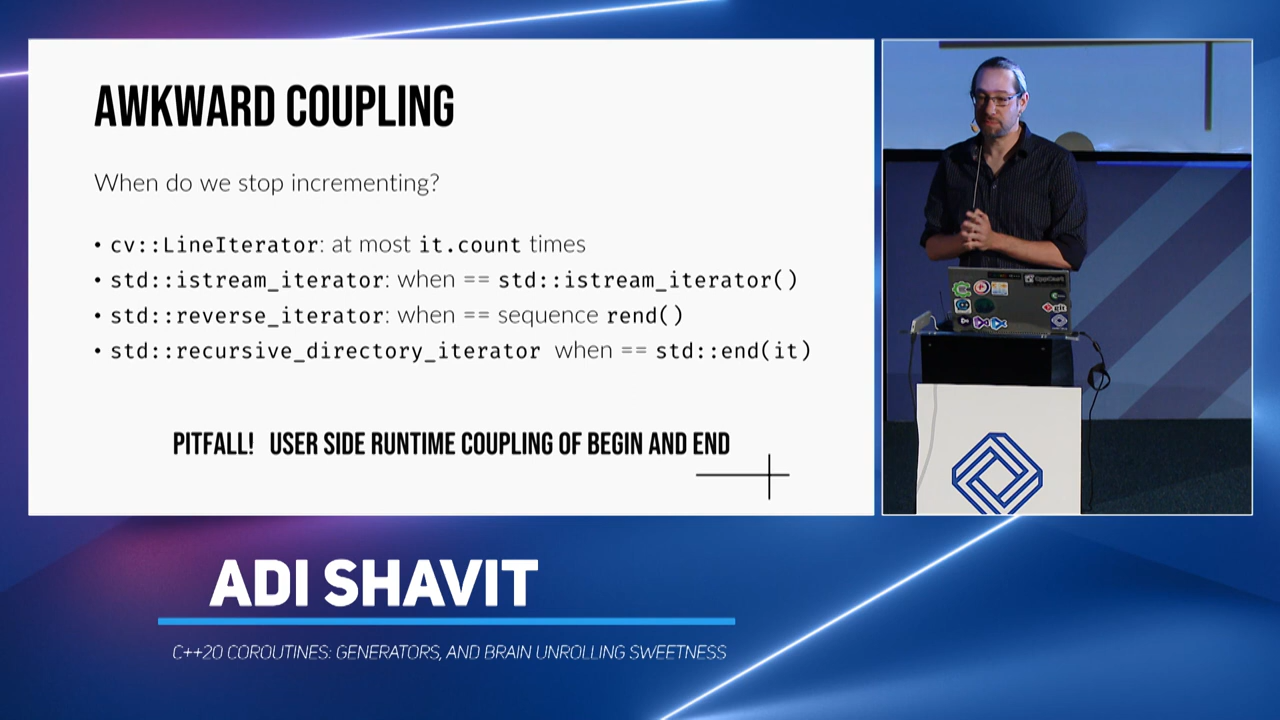 AWKWARD COUPLING
When do we stop incrementing?
• cv::LineIterator: at most it.count times
• std::istream_iterator: when == std::istream_iterator()
• std::reverse_iterator: when == sequence rend()
• std::recursive_directory_iterator when == std::end(it)
PITFALL! USER SIDE RUNTIME COUPLING OF BEGIN AND END
ADI SHAVIT
C++20 COROUTINES: GENERATORS, AND BRAIN UNROLLING SWEETNESS